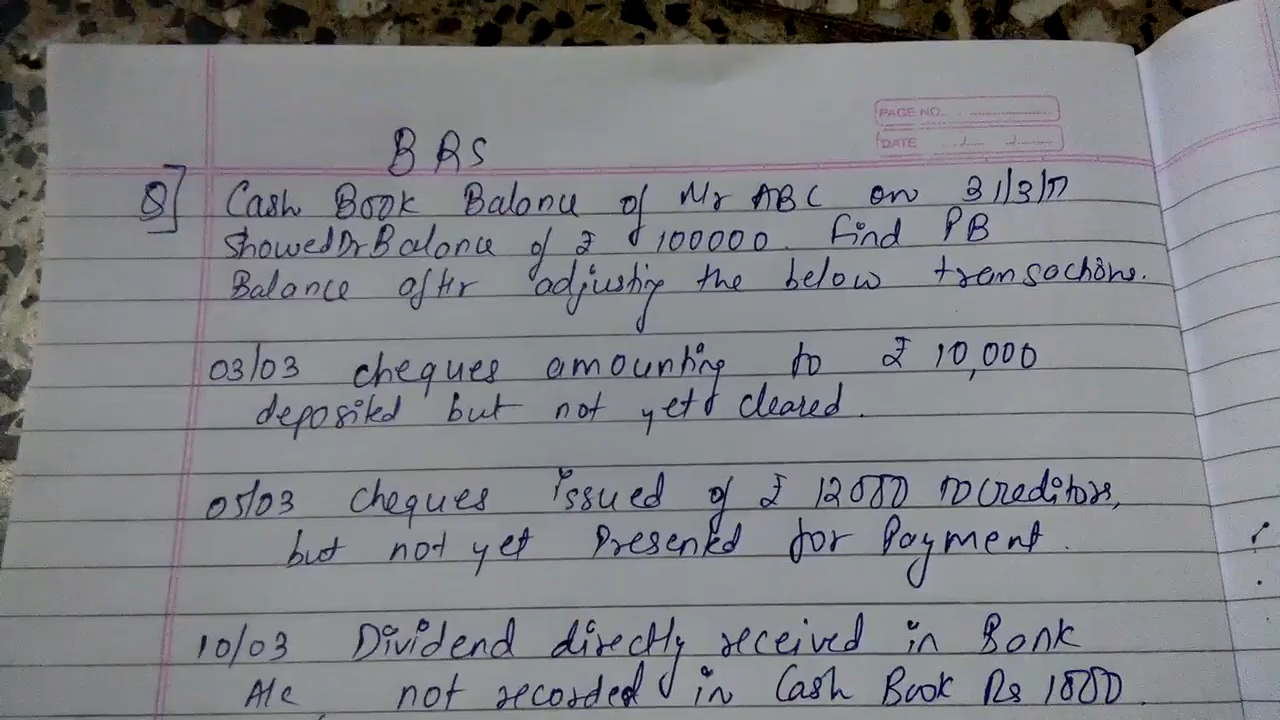 PAGE NO.
DATE
BRS
Q] Cash Book Balance of Mr ABC on 31/3/17
showed Dr Balance of ₹ 100000. Find PB
Balance after adjusting the below transactions.
03/03 cheques amounting to ₹ 10,000
deposited but not yet cleared.
05/03 cheques issued of ₹ 12000 to creditors,
but not yet Presented for Payment.
10/03 Dividend directly received in Bank
A/c not recorded in Cash Book Rs 1000